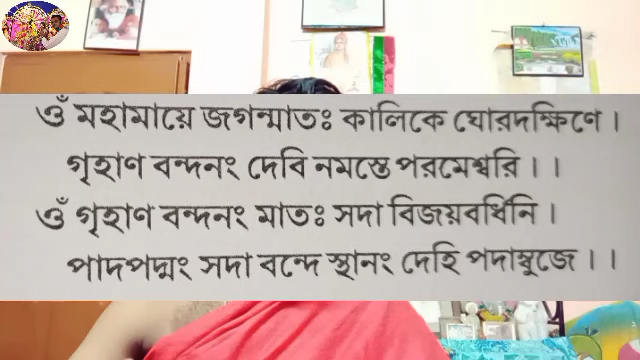 ওঁ মহামায়ে জগন্মাতঃ কালিকে ঘোরদক্ষিণে।
গৃহাণ বন্দনং দেবি নমস্তে পরমেশ্বরি।।
ওঁ গৃহাণ বন্দনং মাতঃ সদা বিজয়বর্ধিনি।
পাদপদ্মং সদা বন্দে স্থানং দেহি পদাম্বুজে।।